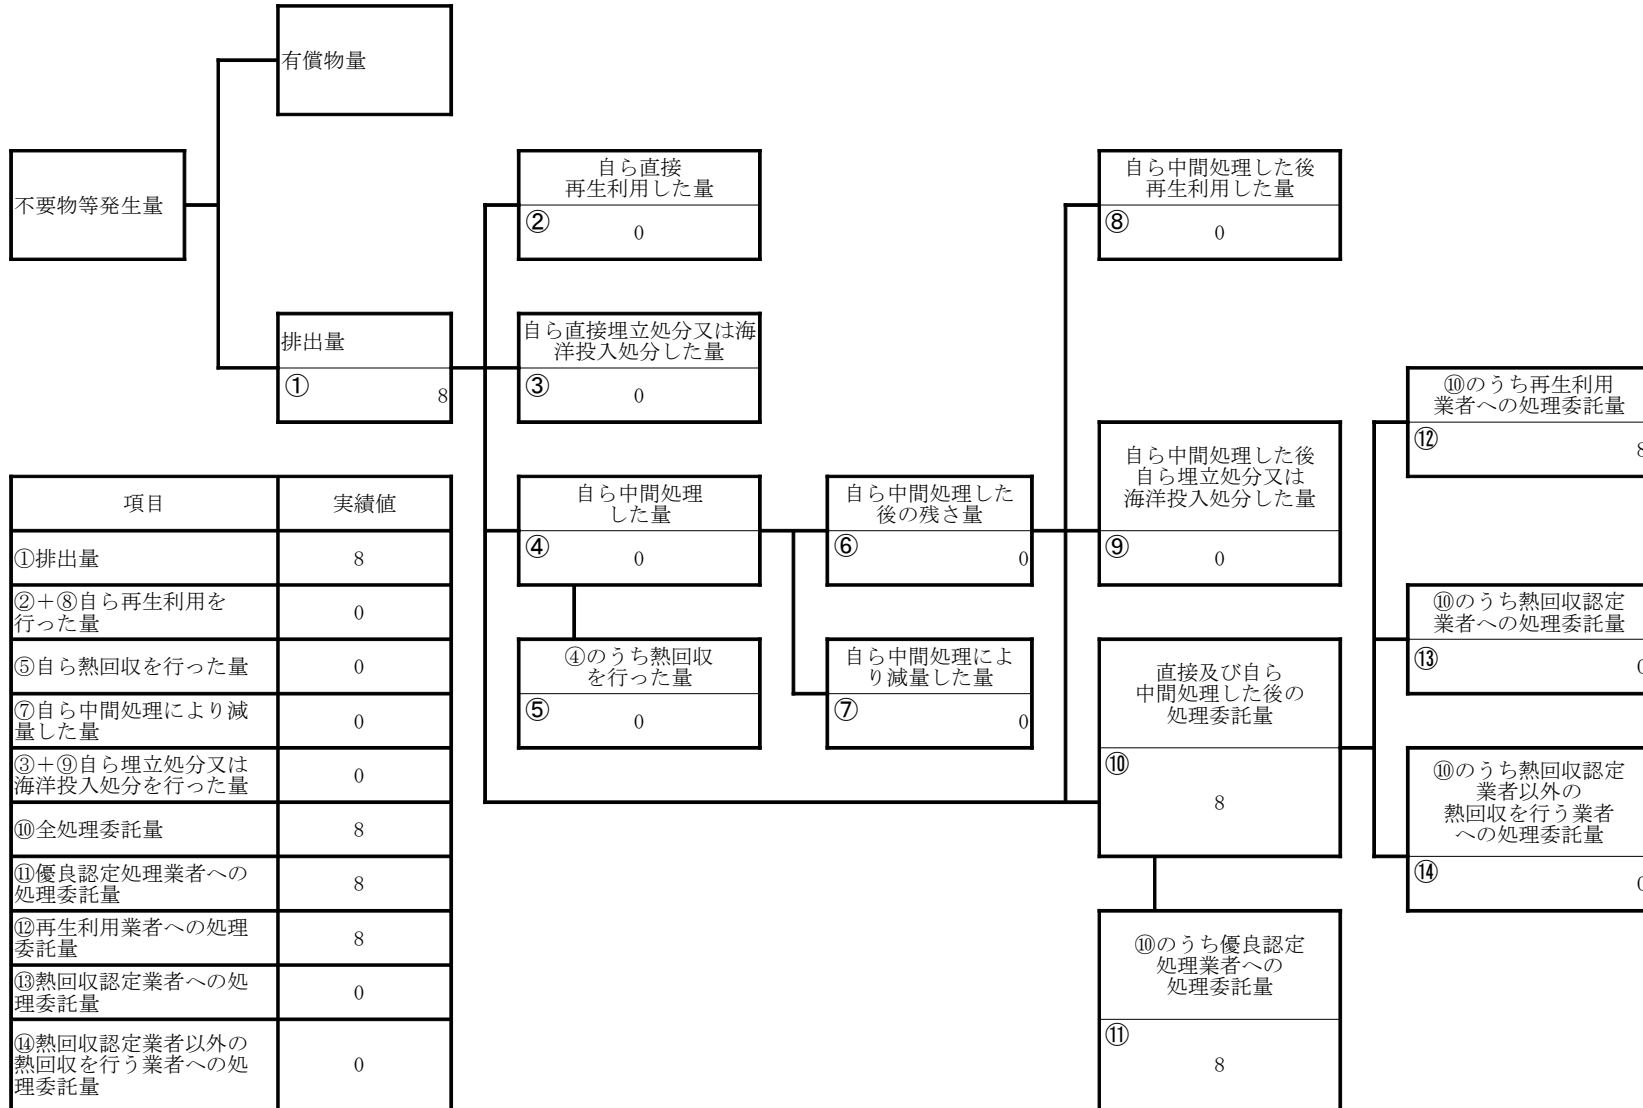 有償物量
不要物等発生量
自ら直接
再生利用した量
②
0
自ら中間処理した後
再生利用した量
⑧
0
排出量
①
8
自ら直接埋立処分又は海
洋投入処分した量
③
0
⑩のうち再生利用
業者への処理委託量
⑫
8
自ら中間処理した後
自ら埋立処分又は
海洋投入処分した量
⑨
0
自ら中間処理
した量
④
0
自ら中間処理した
後の残さ量
⑥
0
⑩のうち熱回収認定
業者への処理委託量
⑬
0
④のうち熱回収
を行った量
⑤
0
自ら中間処理によ
り減量した量
⑦
0
直接及び自ら
中間処理した後の
処理委託量
⑩
8
⑩のうち熱回収認定
業者以外の
熱回収を行う業者
への処理委託量
⑭
0
⑩のうち優良認定
処理業者への
処理委託量
⑪
8
項目 実績値
①排出量 8
②+⑧自ら再生利用を
行った量 0
⑤自ら熱回収を行った量 0
⑦自ら中間処理により減
量した量 0
③+⑨自ら埋立処分又は
海洋投入処分を行った量 0
⑩全処理委託量 8
⑪優良認定処理業者への
処理委託量 8
⑫再生利用業者への処理
委託量 8
⑬熱回収認定業者への処
理委託量 0
⑭熱回収認定業者以外の
熱回収を行う業者への処
理委託量 0